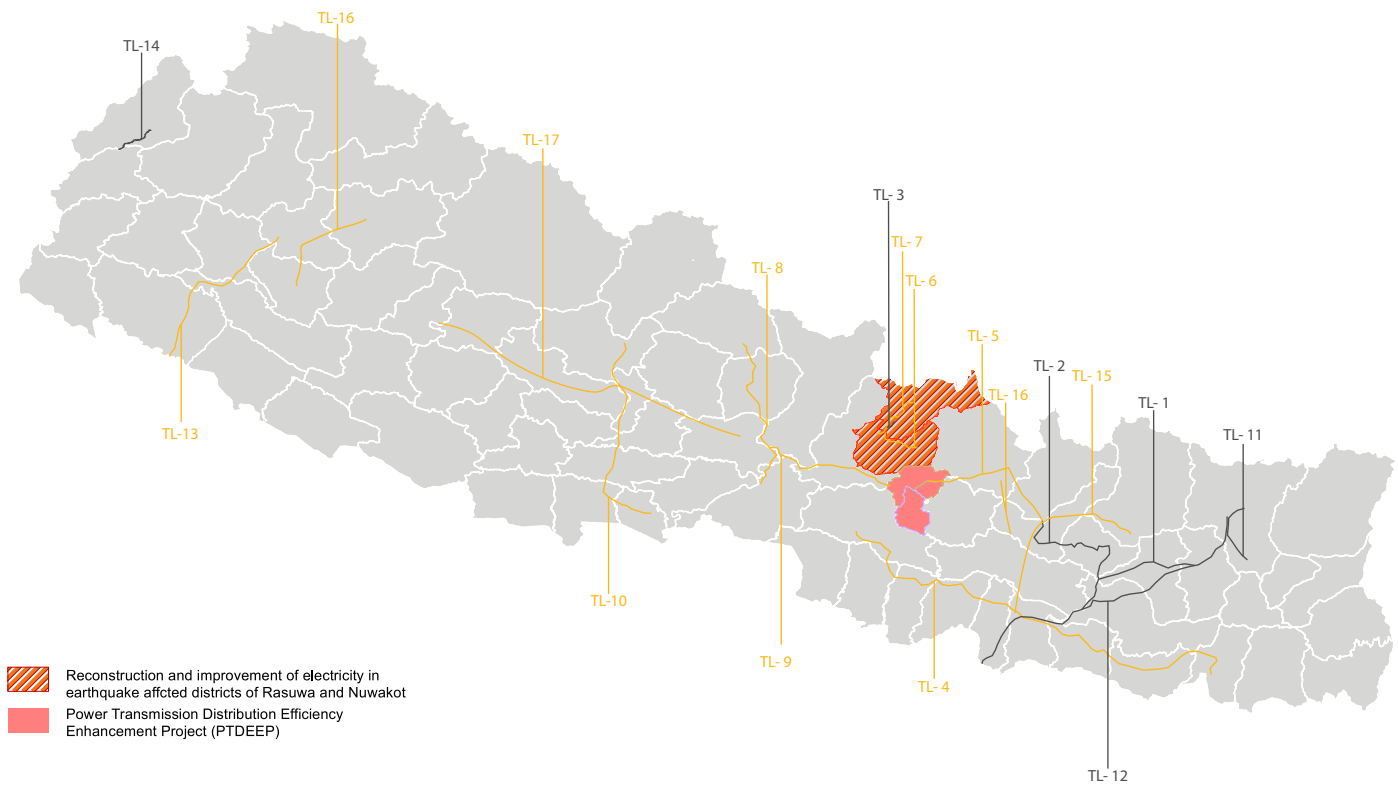 TL-16
TL-14
TL-17
TL- 3
TL- 7
TL- 8
TL- 6
TL- 5
TL- 2
TL- 15
TL- 16
TL- 1
TL-13
TL- 11
TL-10
TL- 9
TL- 4
TL- 12
Reconstruction and improvement of electricity in
earthquake affcted districts of Rasuwa and Nuwakot
Power Transmission Distribution Efficiency
Enhancement Project (PTDEEP)